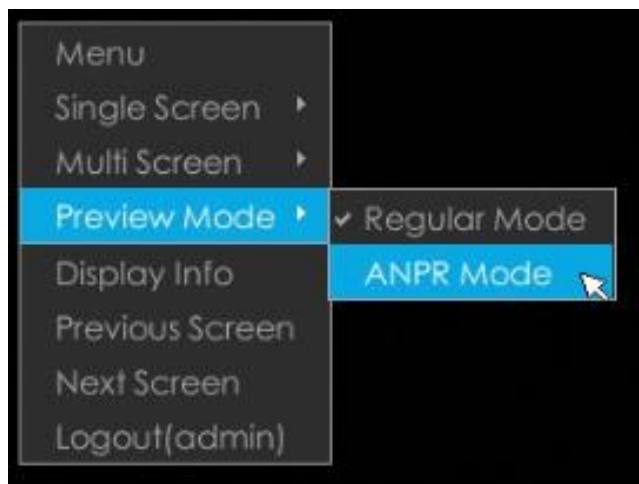 Menu
Single Screen
Multi Screen
Preview Mode
Regular Mode
ANPR Mode
Display Info
Previous Screen
Next Screen
Logout(admin)